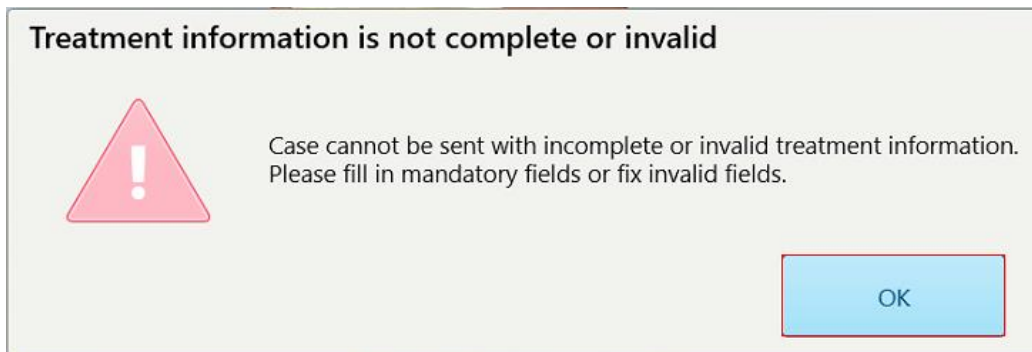 Treatment information is not complete or invalid
Case cannot be sent with incomplete or invalid treatment information.
Please fill in mandatory fields or fix invalid fields.
OK